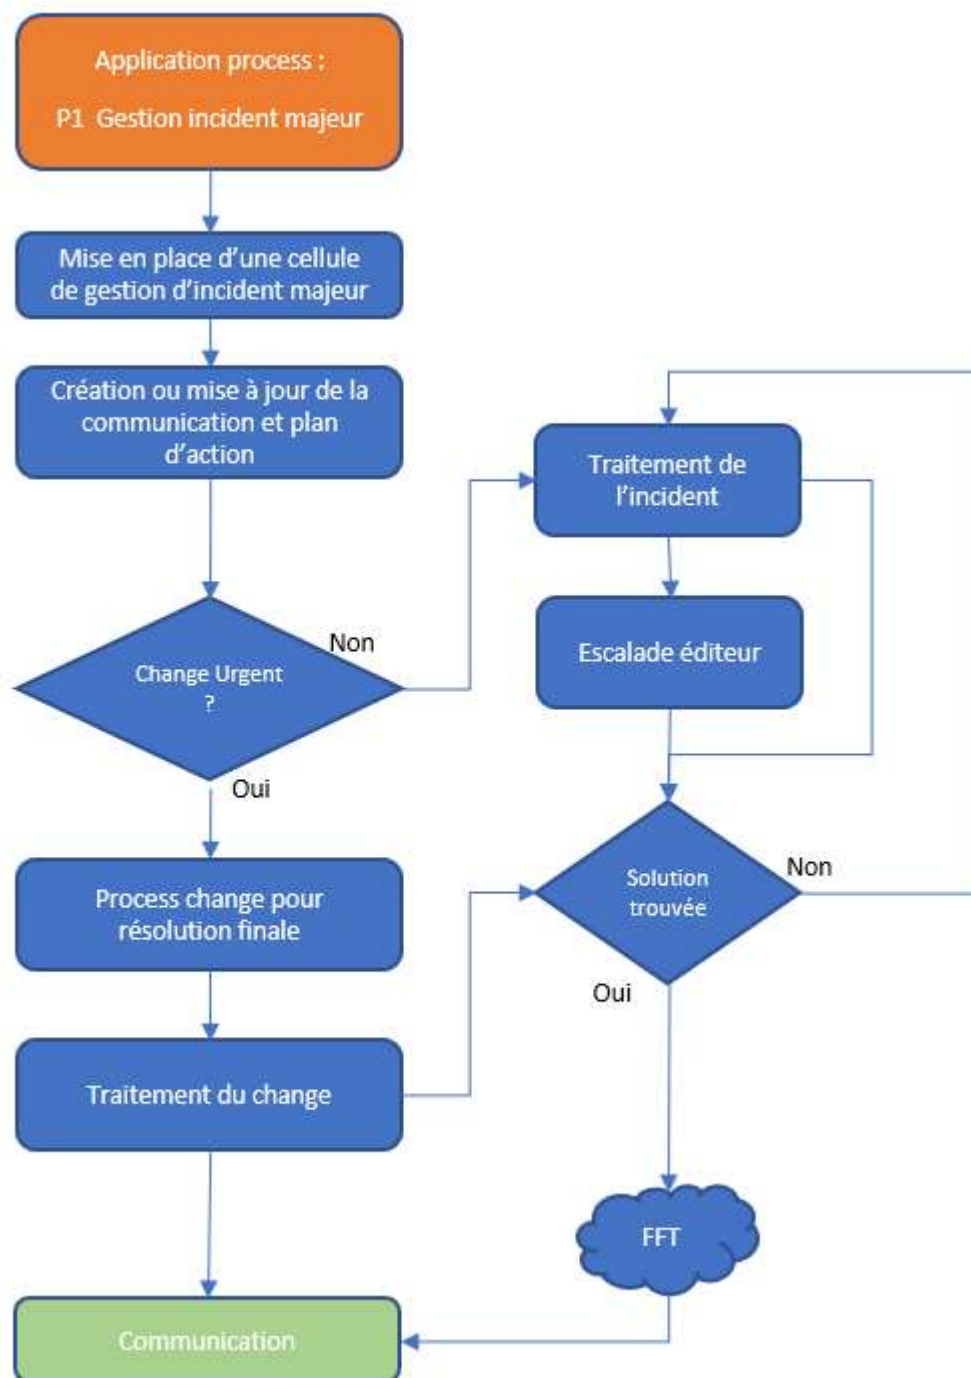 Application process :
P1 Gestion incident majeur
Mise en place d’une cellule
de gestion d’incident majeur
Création ou mise à jour de la
communication et plan
d’action
Traitement de
l’incident
Non
Change Urgent
?
Escalade éditeur
Oui
Process change pour
résolution finale
Solution
trouvée
Non
Oui
Traitement du change
FFT
Communication